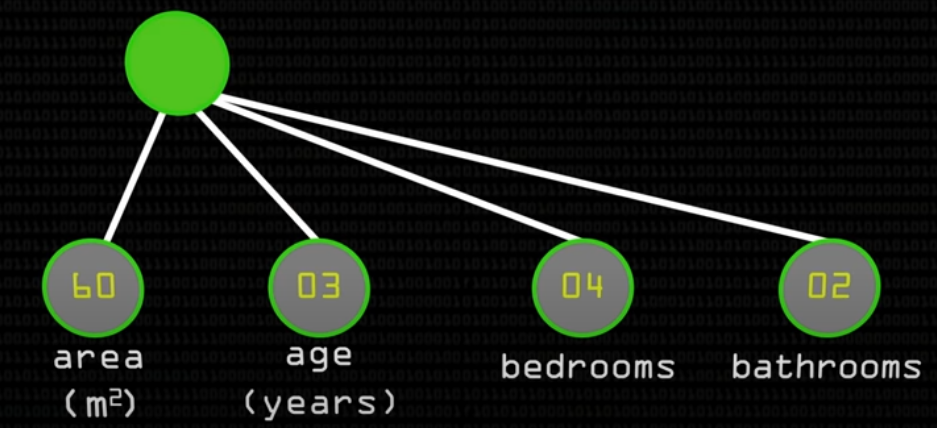 60 03 04 02
area age bedrooms bathrooms
(m²) (years)